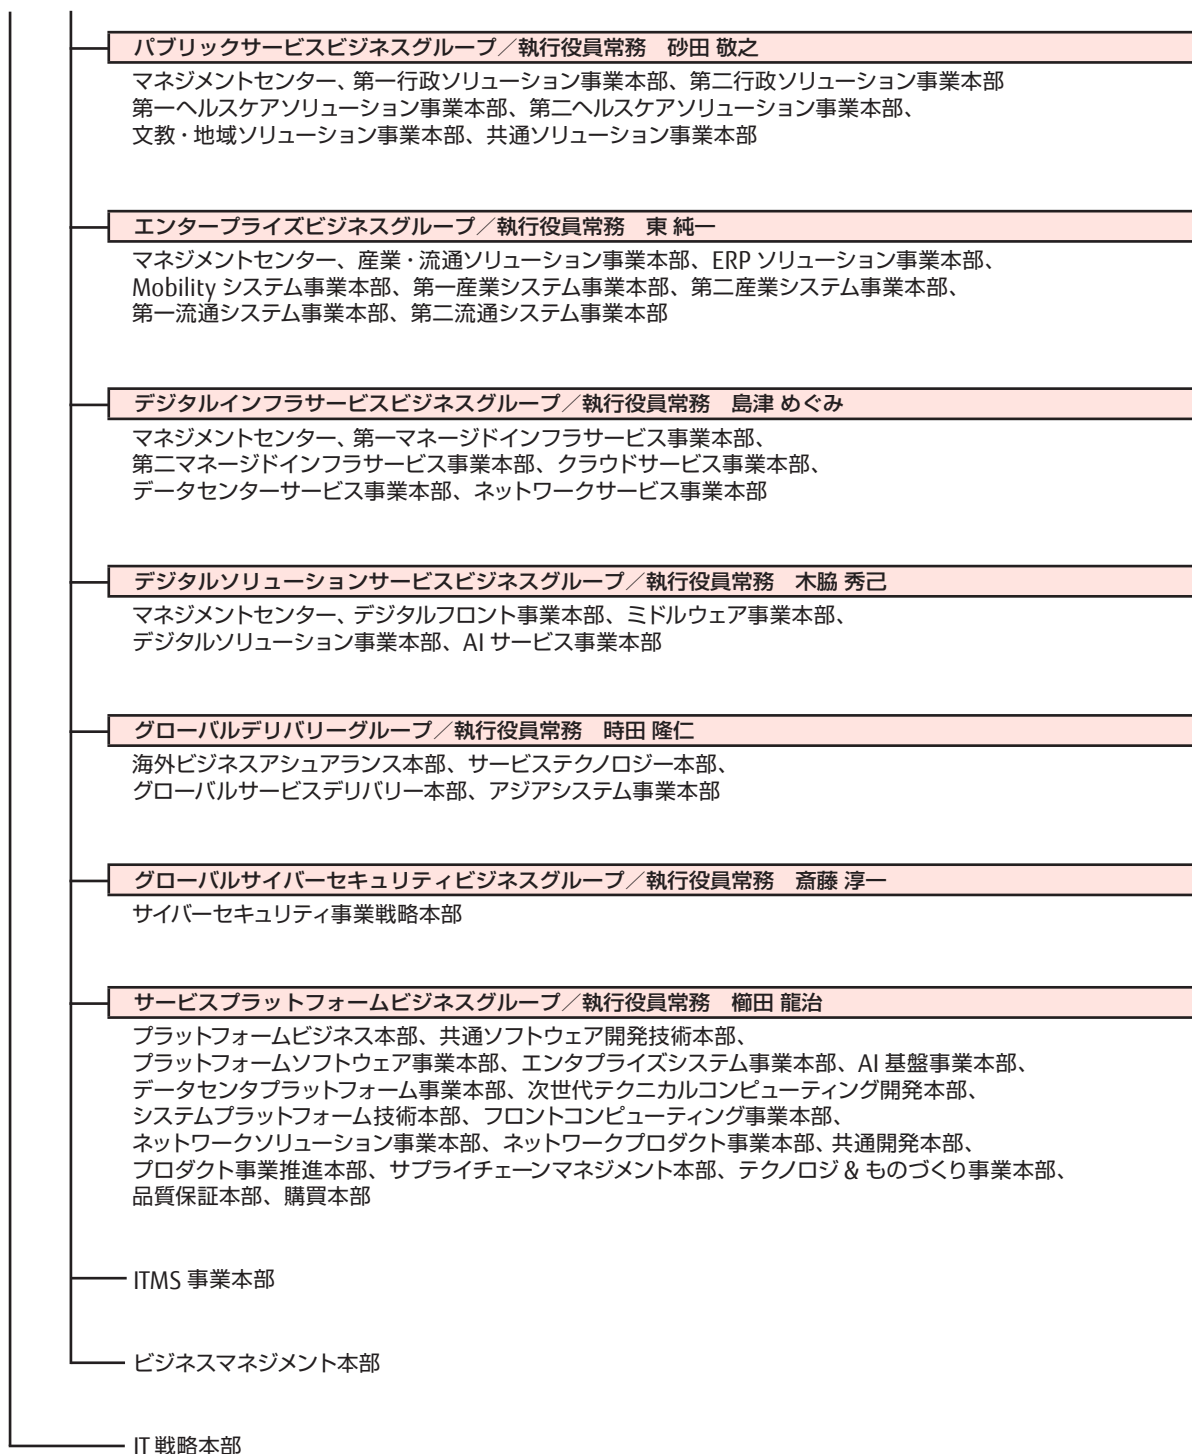 パブリックサービスビジネスグループ／執行役員常務　砂田 敬之
マネジメントセンター、第一行政ソリューション事業本部、第二行政ソリューション事業本部
第一ヘルスケアソリューション事業本部、第二ヘルスケアソリューション事業本部、
文教・地域ソリューション事業本部、共通ソリューション事業本部
エンタープライズビジネスグループ／執行役員常務　東 純一
マネジメントセンター、産業・流通ソリューション事業本部、ERP ソリューション事業本部、
Mobility システム事業本部、第一産業システム事業本部、第二産業システム事業本部、
第一流通システム事業本部、第二流通システム事業本部
デジタルインフラサービスビジネスグループ／執行役員常務　島津 めぐみ
マネジメントセンター、第一マネージドインフラサービス事業本部、
第二マネージドインフラサービス事業本部、クラウドサービス事業本部、
データセンターサービス事業本部、ネットワークサービス事業本部
デジタルソリューションサービスビジネスグループ／執行役員常務　木脇 秀己
マネジメントセンター、デジタルフロント事業本部、ミドルウェア事業本部、
デジタルソリューション事業本部、AI サービス事業本部
グローバルデリバリーグループ／執行役員常務　時田 隆仁
海外ビジネスアシュアランス本部、サービステクノロジー本部、
グローバルサービスデリバリー本部、アジアシステム事業本部
グローバルサイバーセキュリティビジネスグループ／執行役員常務　斎藤 淳一
サイバーセキュリティ事業戦略本部
サービスプラットフォームビジネスグループ／執行役員常務　櫛田 龍治
プラットフォームビジネス本部、共通ソフトウェア開発技術本部、
プラットフォームソフトウェア事業本部、エンタプライズシステム事業本部、AI 基盤事業本部、
データセンタプラットフォーム事業本部、次世代テクニカルコンピューティング開発本部、
システムプラットフォーム技術本部、フロントコンピューティング事業本部、
ネットワークソリューション事業本部、ネットワークプロダクト事業本部、共通開発本部、
プロダクト事業推進本部、サプライチェーンマネジメント本部、テクノロジ & ものづくり事業本部、
品質保証本部、購買本部
ITMS 事業本部
ビジネスマネジメント本部
IT 戦略本部